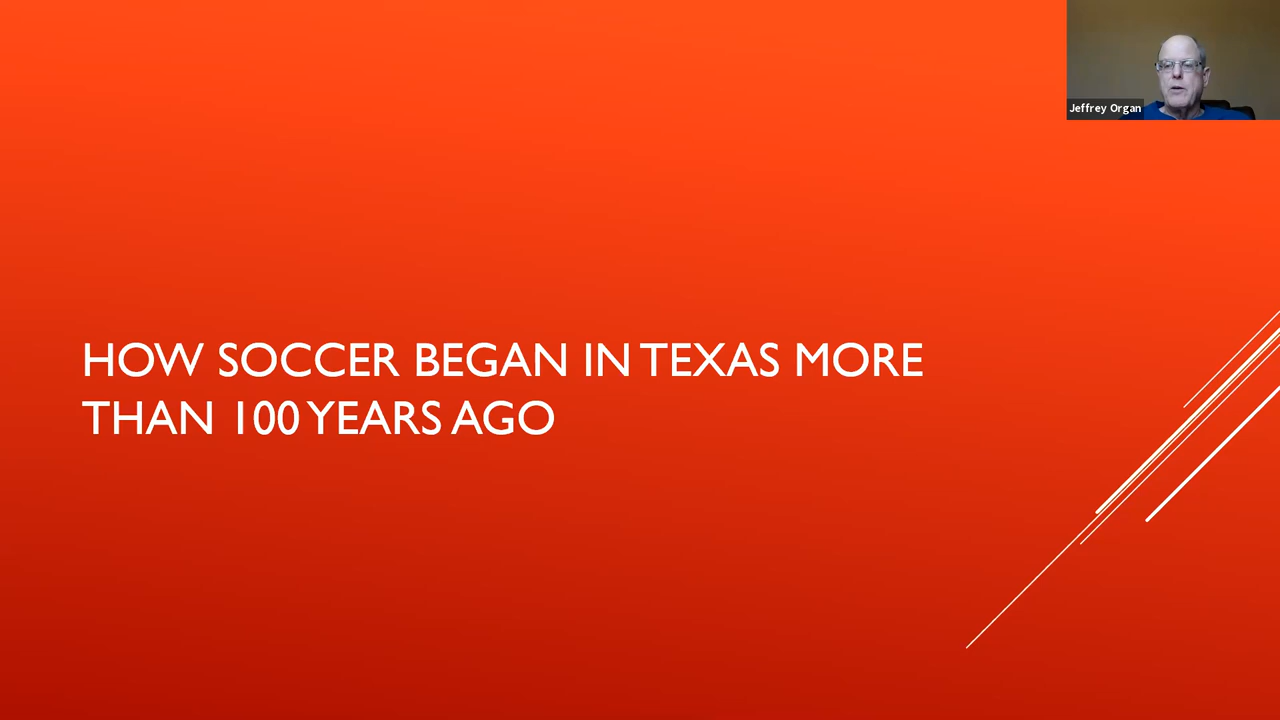 Jeffrey Organ
HOW SOCCER BEGAN IN TEXAS MORE
THAN 100 YEARS AGO